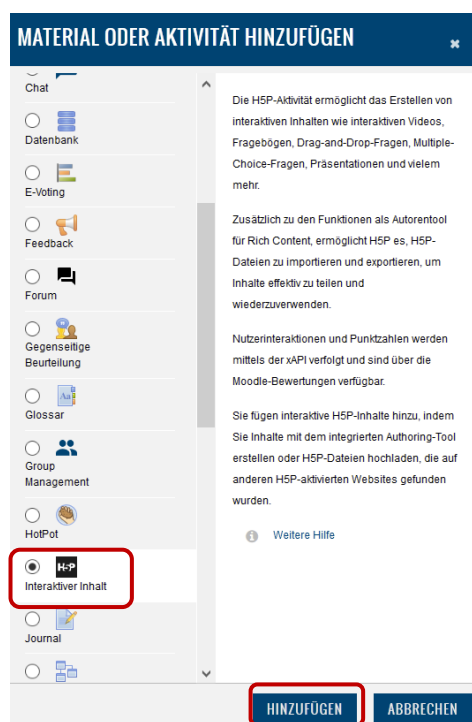 MATERIAL ODER AKTIVITÄT HINZUFÜGEN
×
Chat
Datenbank
E-Voting
Feedback
Forum
Gegenseitige
Beurteilung
Aa
Glossar
Group
Management
HotPot
H-P
Interaktiver Inhalt
Journal
Die H5P-Aktivität ermöglicht das Erstellen von
interaktiven Inhalten wie interaktiven Videos,
Fragebögen, Drag-and-Drop-Fragen, Multiple-
Choice-Fragen, Präsentationen und vielem
mehr.
Zusätzlich zu den Funktionen als Autorentool
für Rich Content, ermöglicht H5P es, H5P-
Dateien zu importieren und exportieren, um
Inhalte effektiv zu teilen und
wiederzuverwenden.
Nutzerinteraktionen und Punktzahlen werden
mittels der xAPI verfolgt und sind über die
Moodle-Bewertungen verfügbar.
Sie fügen interaktive H5P-Inhalte hinzu, indem
Sie Inhalte mit dem integrierten Authoring-Tool
erstellen oder H5P-Dateien hochladen, die auf
anderen H5P-aktivierten Websites gefunden
wurden.
Weitere Hilfe
HINZUFÜGEN
ABBRECHEN